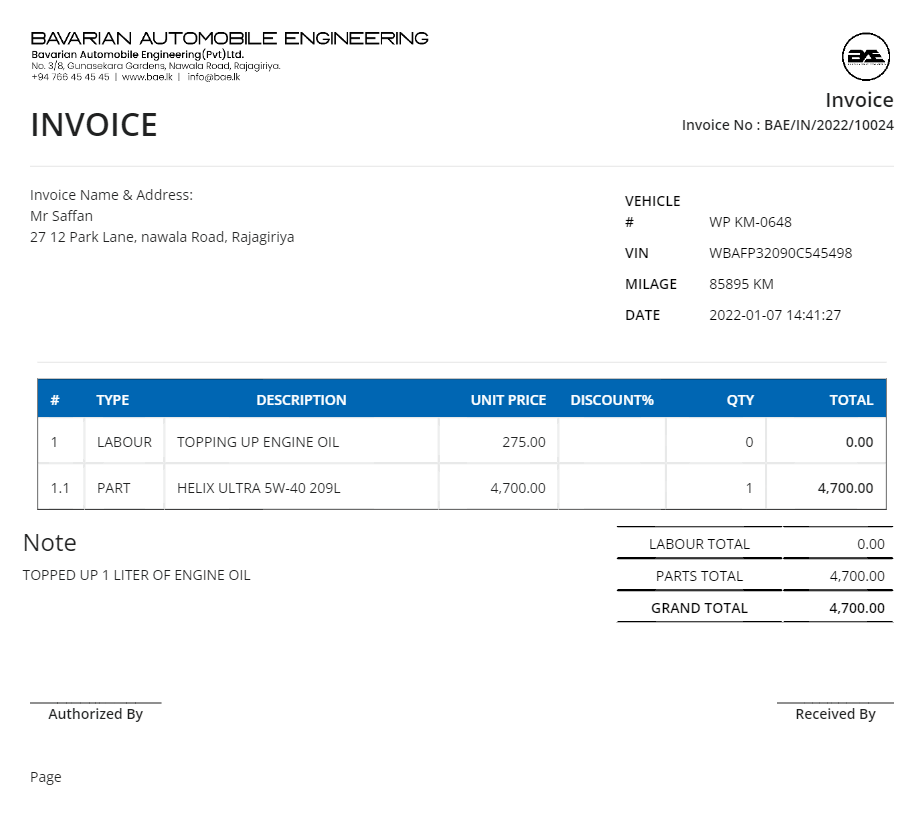 BAVARIAN AUTOMOBILE ENGINEERING
Bavarian Automobile Engineering(Pvt)Ltd.
No. 3/8, Gunasekara Gardens, Nawala Road, Rajagiriya.
+94 766 45 45 45 | www.bae.lk | info@bae.lk
BAE
Invoice
INVOICE
Invoice No : BAE/IN/2022/10024
Invoice Name & Address:
Mr Saffan
27 12 Park Lane, nawala Road, Rajagiriya
VEHICLE
# WP KM-0648
VIN WBAFP32090C545498
MILAGE 85895 KM
DATE 2022-01-07 14:41:27
# TYPE DESCRIPTION UNIT PRICE DISCOUNT% QTY TOTAL
1 LABOUR TOPPING UP ENGINE OIL 275.00 0 0.00
1.1 PART HELIX ULTRA 5W-40 209L 4,700.00 1 4,700.00
Note
TOPPED UP 1 LITER OF ENGINE OIL
LABOUR TOTAL 0.00
PARTS TOTAL 4,700.00
GRAND TOTAL 4,700.00
Authorized By
Received By
Page